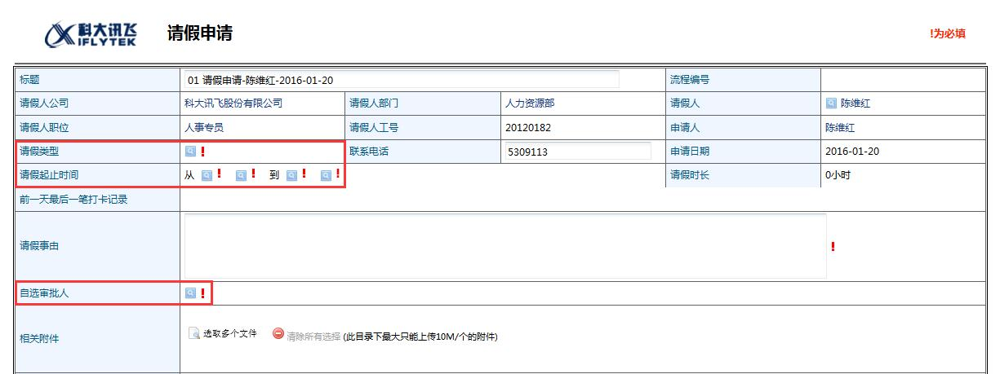 科大讯飞
IFLYTEK
请假申请
!为必填
标题 01 请假申请-陈维红-2016-01-20 流程编号
请假人公司 科大讯飞股份有限公司 请假人部门 人力资源部 请假人 陈维红
请假人职位 人事专员 请假人工号 20120182 申请人 陈维红
请假类型 ! 联系电话 5309113 申请日期 2016-01-20
请假起止时间 从 ! ! 到 ! ! 请假时长 0小时
前一天最后一笔打卡记录
请假事由 !
自选审批人 !
相关附件 选取多个文件 清除所有选择 (此目录下最大只能上传10M/个的附件)